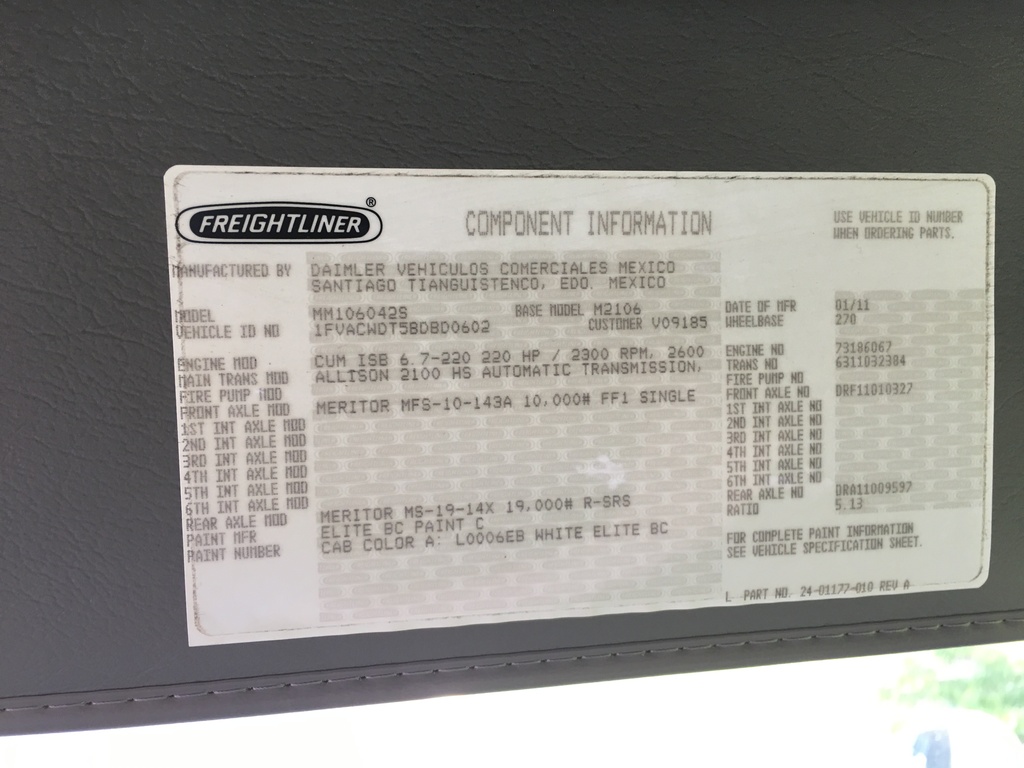 FREIGHTLINER ®
COMPONENT INFORMATION
USE VEHICLE ID NUMBER
WHEN ORDERING PARTS.
MANUFACTURED BY DAIMLER VEHICULOS COMERCIALES MEXICO
SANTIAGO TIANGUISTENCO, EDO. MEXICO
MODEL MM106042S BASE MODEL M2106
VEHICLE ID NO 1FVACWDT5BDBD0602 CUSTOMER V09185
DATE OF MFR 01/11
WHEELBASE 270
ENGINE MOD CUM ISB 6.7-220 220 HP / 2300 RPM, 2600
MAIN TRANS MOD ALLISON 2100 HS AUTOMATIC TRANSMISSION,
FIRE PUMP MOD
FRONT AXLE MOD MERITOR MFS-10-143A 10,000# FF1 SINGLE
1ST INT AXLE MOD
2ND INT AXLE MOD
3RD INT AXLE MOD
4TH INT AXLE MOD
5TH INT AXLE MOD
6TH INT AXLE MOD
REAR AXLE MOD MERITOR MS-19-14X 19,000# R-SRS
PAINT MFR ELITE BC PAINT C
PAINT NUMBER CAB COLOR A: L0006EB WHITE ELITE BC
ENGINE NO 73186067
TRANS NO 6311032384
FIRE PUMP NO
FRONT AXLE NO DRF11010327
1ST INT AXLE NO
2ND INT AXLE NO
3RD INT AXLE NO
4TH INT AXLE NO
5TH INT AXLE NO
6TH INT AXLE NO
REAR AXLE NO DRA11009597
RATIO 5.13
FOR COMPLETE PAINT INFORMATION
SEE VEHICLE SPECIFICATION SHEET.
L PART NO. 24-01177-010 REV A